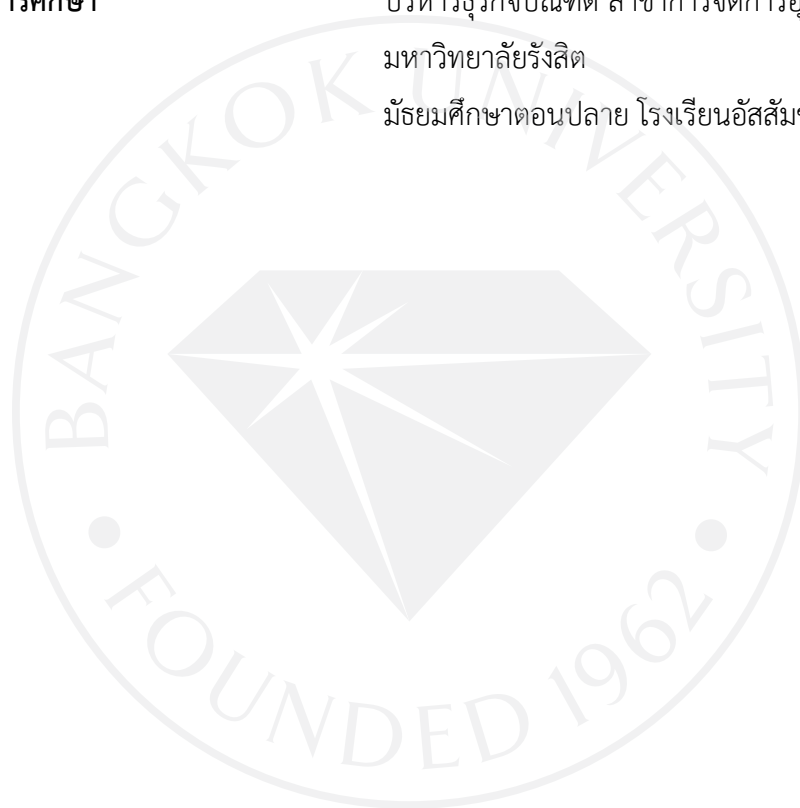 บริหารธุรกิจบัณฑิต สาขาการจัดการ
มหาวิทยาลัยรังสิต
มัธยมศึกษาตอนปลาย โรงเรียน
BANGKOK UNIVERSITY
FOUNDED 1962